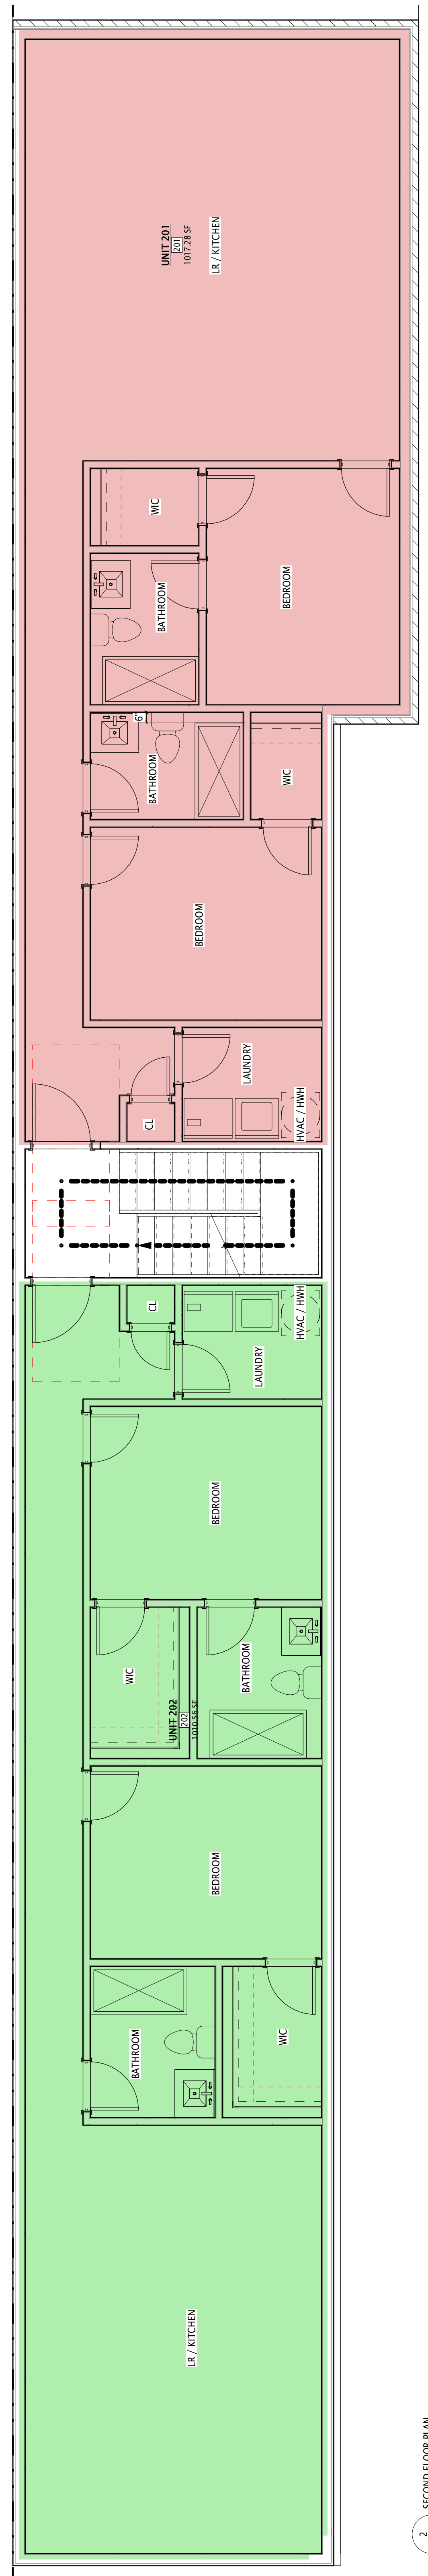 UNIT 201
201
1017.28 SF
LR / KITCHEN
WIC
BEDROOM
BATHROOM
6"
BATHROOM
WIC
BEDROOM
LAUNDRY
CL
HVAC / HWH
CL
HVAC / HWH
LAUNDRY
BEDROOM
WIC
BATHROOM
UNIT 202
202
1010.56 SF
BEDROOM
BATHROOM
WIC
LR / KITCHEN
2
SECOND FLOOR PLAN